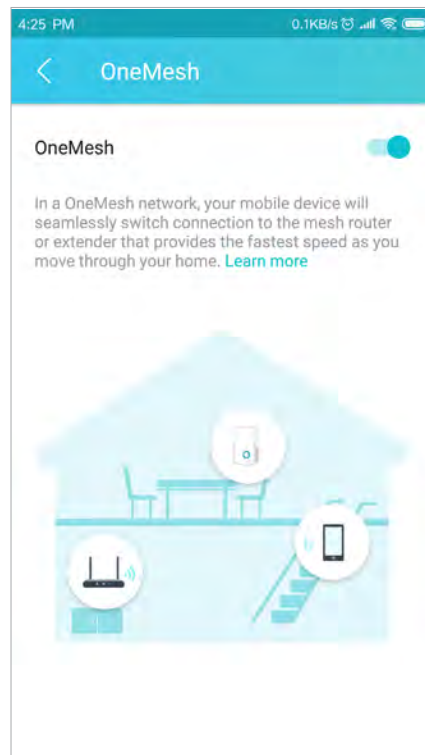 4:25 PM 0.1KB/s
OneMesh
OneMesh
In a OneMesh network, your mobile device will
seamlessly switch connection to the mesh router
or extender that provides the fastest speed as you
move through your home. Learn more